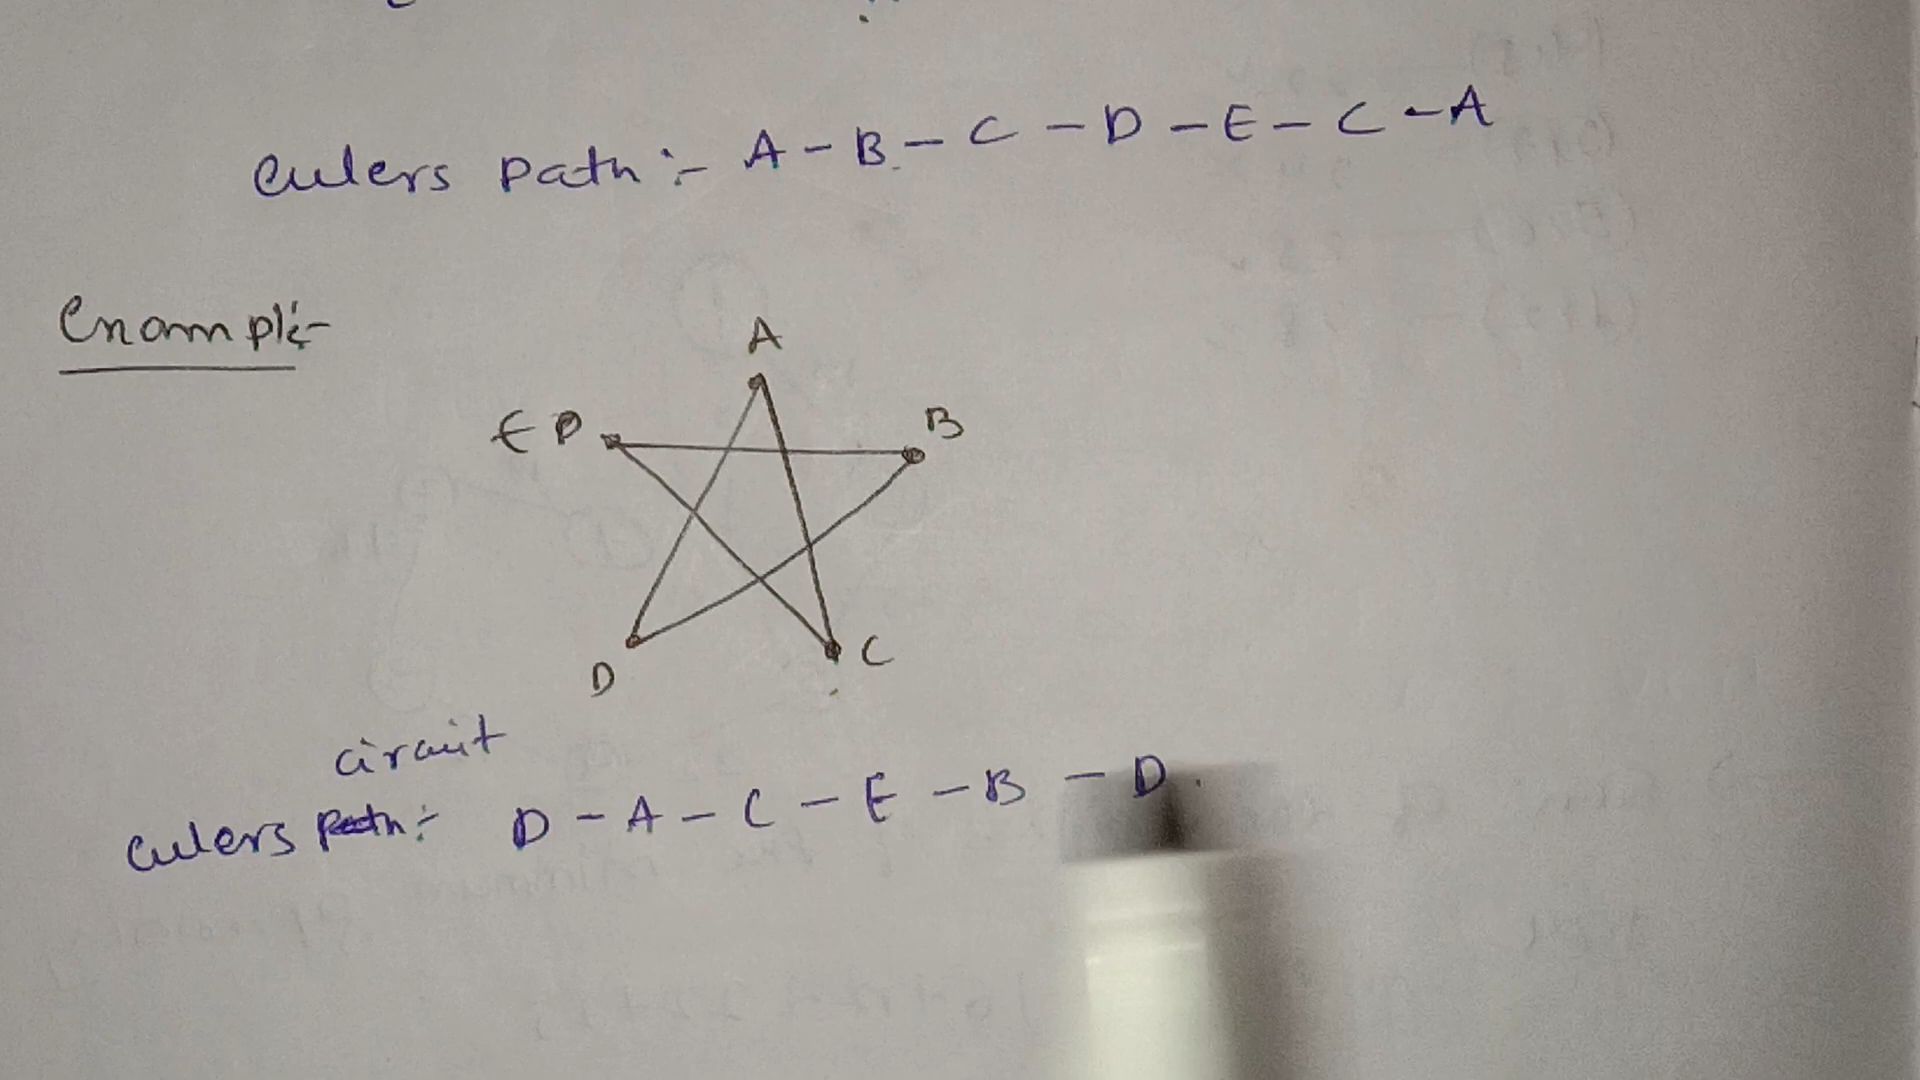 Eulers path :- A - B - C - D - E - C - A
Example:-
A
E
B
D
C
circuit
Eulers path:- D - A - C - E - B - D.